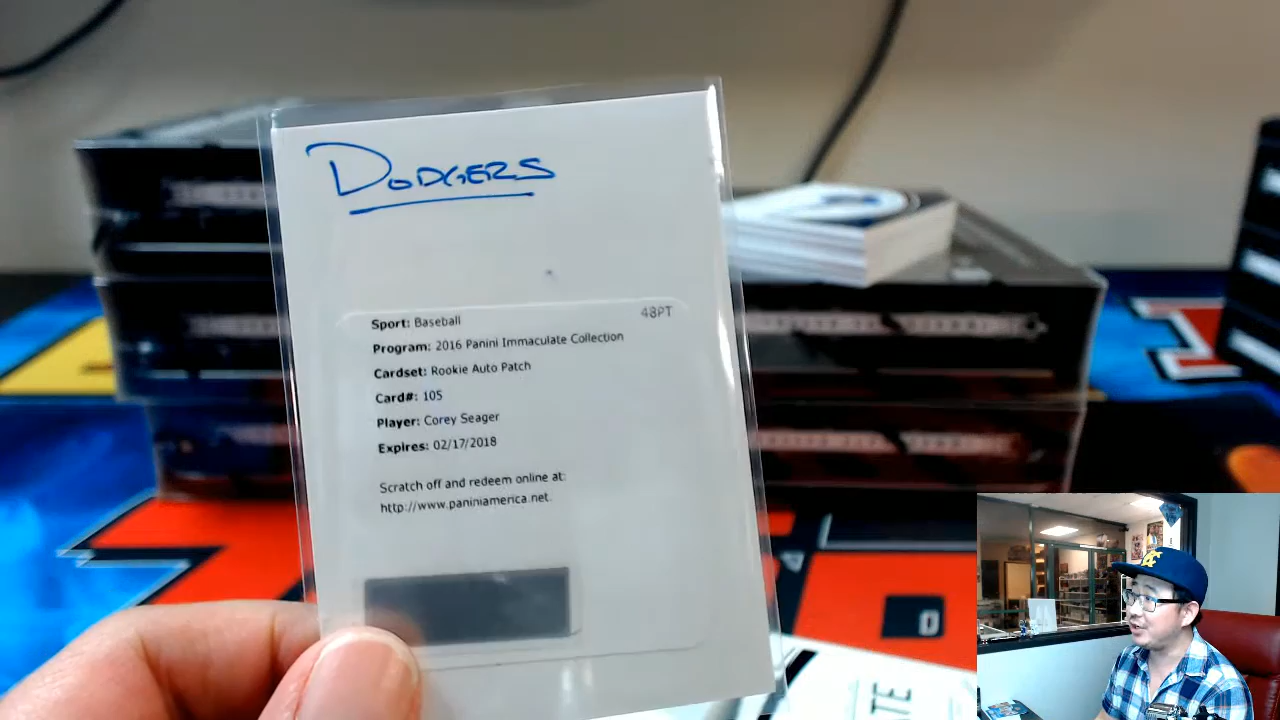 DODGERS
48PT
Sport: Baseball
Program: 2016 Panini Immaculate Collection
Cardset: Rookie Auto Patch
Card#: 105
Player: Corey Seager
Expires: 02/17/2018
Scratch off and redeem online at:
http://www.paniniamerica.net.